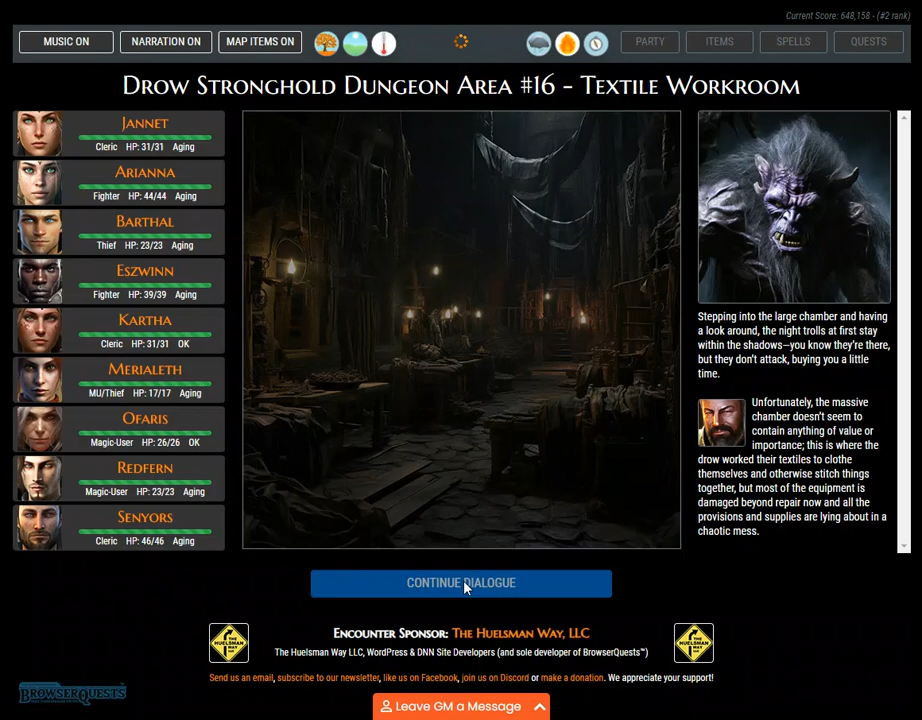 Current Score: 648,158 - (#2 rank)
MUSIC ON
NARRATION ON
MAP ITEMS ON
PARTY
ITEMS
SPELLS
QUESTS
Drow Stronghold Dungeon Area #16 - Textile Workroom
Jannet
Cleric HP: 31/31 Aging
Arianna
Fighter HP: 44/44 Aging
Barthal
Thief HP: 23/23 Aging
Eszwinn
Fighter HP: 39/39 Aging
Kartha
Cleric HP: 31/31 OK
Merialeth
MU/Thief HP: 17/17 Aging
Ofaris
Magic-User HP: 26/26 OK
Redfern
Magic-User HP: 23/23 Aging
Senyors
Cleric HP: 46/46 Aging
Stepping into the large chamber and having
a look around, the night trolls at first stay
within the shadows—you know they're there,
but they don't attack, buying you a little
time.
Unfortunately, the massive
chamber doesn't seem to
contain anything of value or
importance; this is where the
drow worked their textiles to clothe
themselves and otherwise stitch things
together, but most of the equipment is
damaged beyond repair now and all the
provisions and supplies are lying about in a
chaotic mess.
CONTINUE DIALOGUE
Encounter Sponsor: The Huelsman Way, LLC
The Huelsman Way LLC, WordPress & DNN Site Developers (and sole developer of BrowserQuests™)
Send us an email, subscribe to our newsletter, like us on Facebook, join us on Discord or make a donation. We appreciate your support!
THE
HUELSMAN
WAY
THE
HUELSMAN
WAY
BrowserQuests
Leave GM a Message